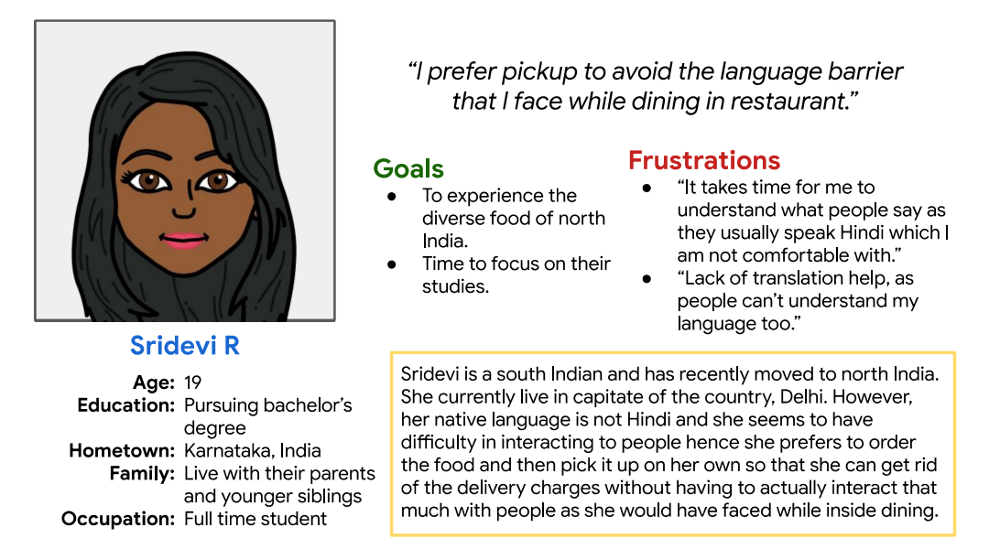 “I prefer pickup to avoid the language barrier
that I face while dining in restaurant.”
Goals
● To experience the
diverse food of north
India.
● Time to focus on their
studies.
Frustrations
● “It takes time for me to
understand what people say as
they usually speak Hindi which I
am not comfortable with.”
● “Lack of translation help, as
people can’t understand my
language too.”
Sridevi R
Age: 19
Education: Pursuing bachelor’s
degree
Hometown: Karnataka, India
Family: Live with their parents
and younger siblings
Occupation: Full time student
Sridevi is a south Indian and has recently moved to north India.
She currently live in capitate of the country, Delhi. However,
her native language is not Hindi and she seems to have
difficulty in interacting to people hence she prefers to order
the food and then pick it up on her own so that she can get rid
of the delivery charges without having to actually interact that
much with people as she would have faced while inside dining.